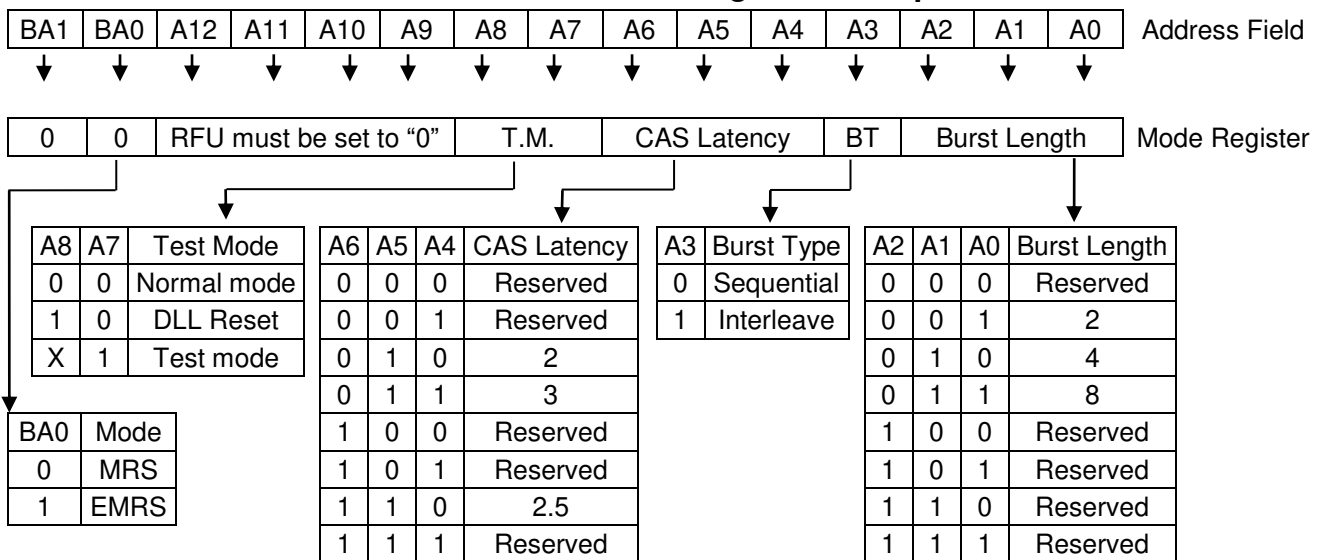 BA1 BA0 A12 A11 A10 A9 A8 A7 A6 A5 A4 A3 A2 A1 A0 Address Field
0 0 RFU must be set to “0” T.M. CAS Latency BT Burst Length Mode Register
A8 A7 Test Mode
0 0 Normal mode
1 0 DLL Reset
X 1 Test mode
BA0 Mode
0 MRS
1 EMRS
A6 A5 A4 CAS Latency
0 0 0 Reserved
0 0 1 Reserved
0 1 0 2
0 1 1 3
1 0 0 Reserved
1 0 1 Reserved
1 1 0 2.5
1 1 1 Reserved
A3 Burst Type
0 Sequential
1 Interleave
A2 A1 A0 Burst Length
0 0 0 Reserved
0 0 1 2
0 1 0 4
0 1 1 8
1 0 0 Reserved
1 0 1 Reserved
1 1 0 Reserved
1 1 1 Reserved